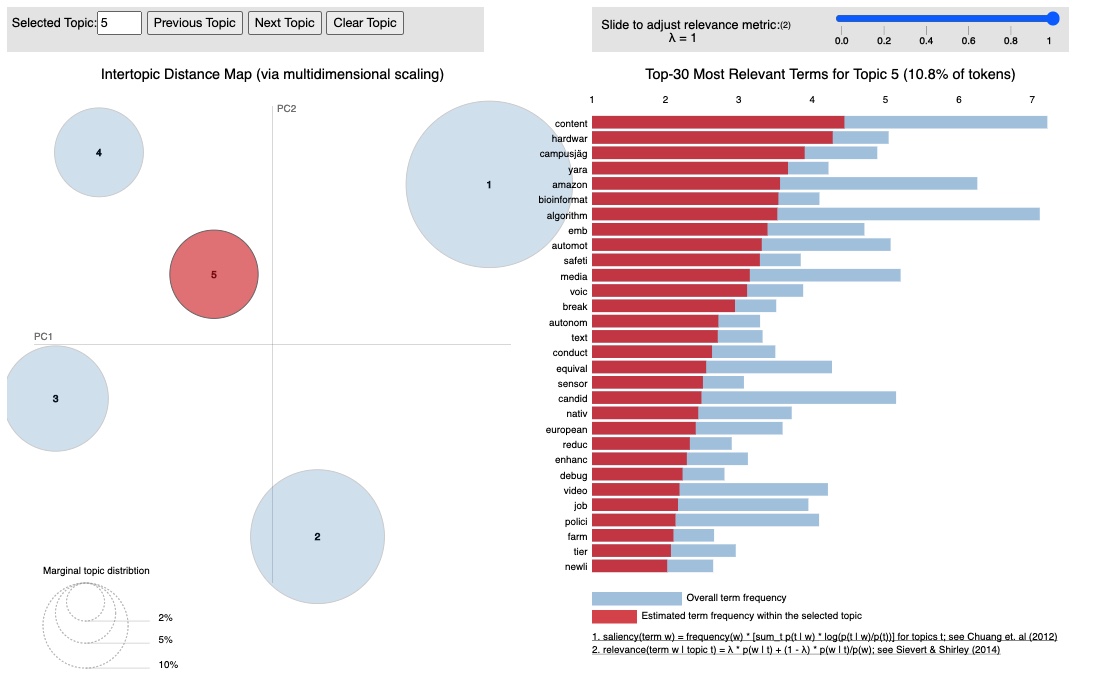 Selected Topic: 5 Previous Topic Next Topic Clear Topic
Slide to adjust relevance metric:(2)
λ = 1
0.0 0.2 0.4 0.6 0.8 1
Intertopic Distance Map (via multidimensional scaling)
PC2
PC1
4
1
5
3
2
Marginal topic distribtion
2%
5%
10%
Top-30 Most Relevant Terms for Topic 5 (10.8% of tokens)
1 2 3 4 5 6 7
content
hardwar
campusjäg
yara
amazon
bioinformat
algorithm
emb
automot
safeti
media
voic
break
autonom
text
conduct
equival
sensor
candid
nativ
european
reduc
enhanc
debug
video
job
polici
farm
tier
newli
Overall term frequency
Estimated term frequency within the selected topic
1. saliency(term w) = frequency(w) * [sum_t p(t | w) * log(p(t | w)/p(t))] for topics t; see Chuang et. al (2012)
2. relevance(term w | topic t) = λ * p(w | t) + (1 - λ) * p(w | t)/p(w); see Sievert & Shirley (2014)